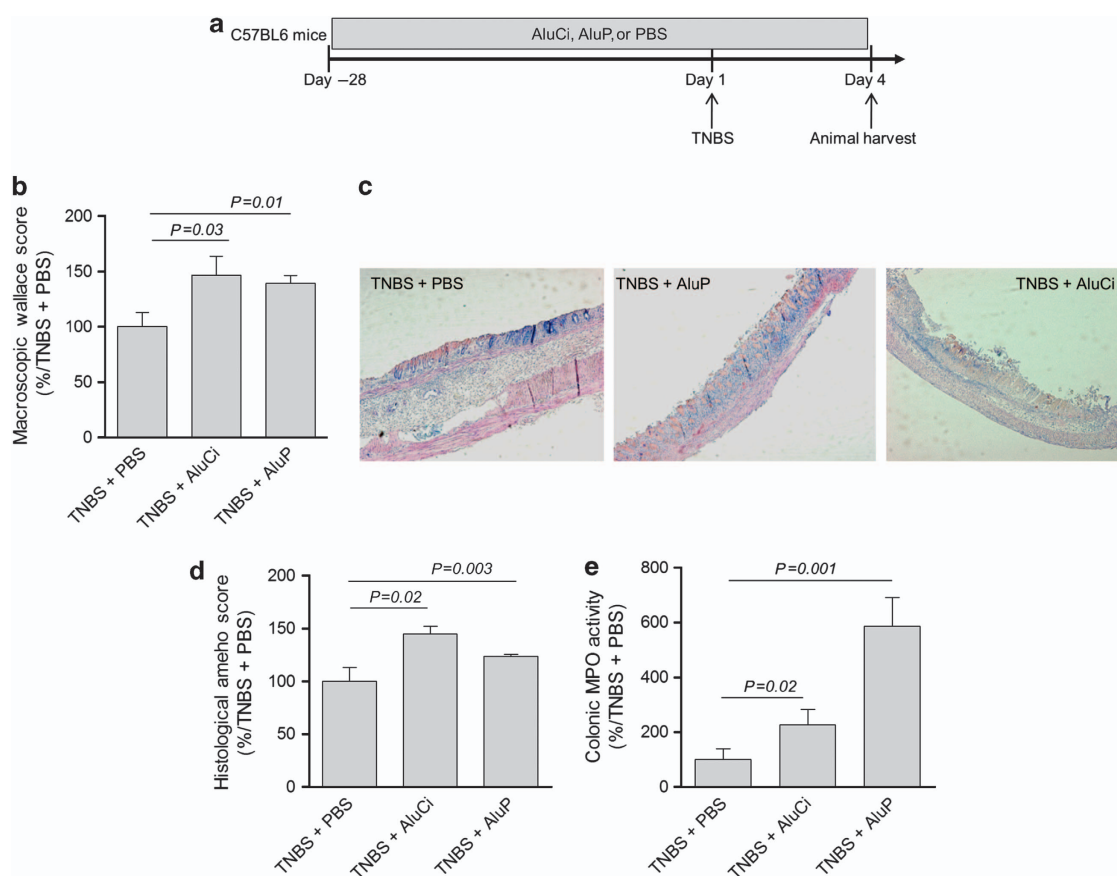 a
C57BL6 mice
AluCi, AluP, or PBS
Day –28
Day 1
Day 4
TNBS
Animal harvest
b
Macroscopic wallace score
(%/TNBS + PBS)
200
150
100
50
0
P=0.01
P=0.03
TNBS + PBS
TNBS + AluCi
TNBS + AluP
c
TNBS + PBS
TNBS + AluP
TNBS + AluCi
d
Histological ameho score
(%/TNBS + PBS)
200
150
100
50
0
P=0.003
P=0.02
TNBS + PBS
TNBS + AluCi
TNBS + AluP
e
Colonic MPO activity
(%/TNBS + PBS)
800
600
400
200
0
P=0.001
P=0.02
TNBS + PBS
TNBS + AluCi
TNBS + AluP